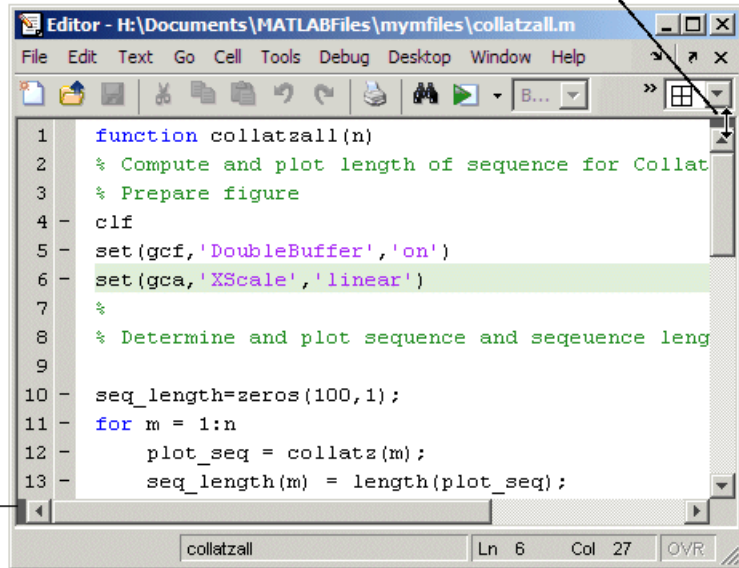 Editor - H:\Documents\MATLABFiles\mymfiles\collatzall.m
File Edit Text Go Cell Tools Debug Desktop Window Help
B... »
1 function collatzall(n)
2 % Compute and plot length of sequence for Collat
3 % Prepare figure
4 - clf
5 - set(gcf,'DoubleBuffer','on')
6 - set(gca,'XScale','linear')
7 %
8 % Determine and plot sequence and seqeuence leng
9
10 - seq_length=zeros(100,1);
11 - for m = 1:n
12 - plot_seq = collatz(m);
13 - seq_length(m) = length(plot_seq);
collatzall Ln 6 Col 27 OVR